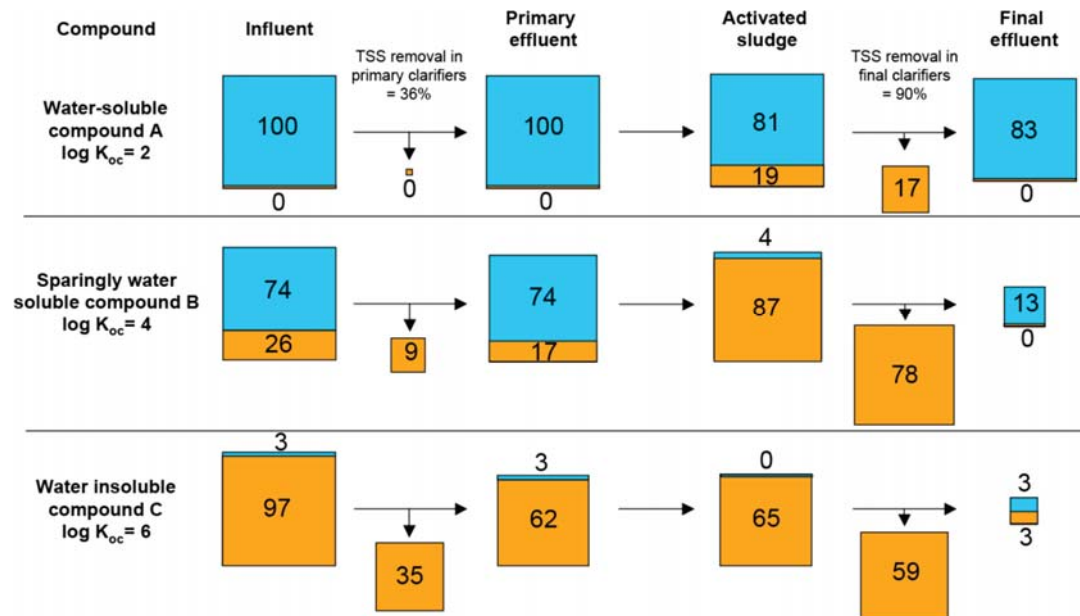 Compound
Influent
Primary
effluent
Activated
sludge
Final
effluent
TSS removal in
primary clarifiers
= 36%
TSS removal in
final clarifiers
= 90%
Water-soluble
compound A
log Koc= 2
100
0
0
100
0
81
19
17
83
0
Sparingly water
soluble compound B
log Koc= 4
74
26
9
74
17
4
87
78
13
0
Water insoluble
compound C
log Koc= 6
3
97
35
3
62
0
65
59
3
3